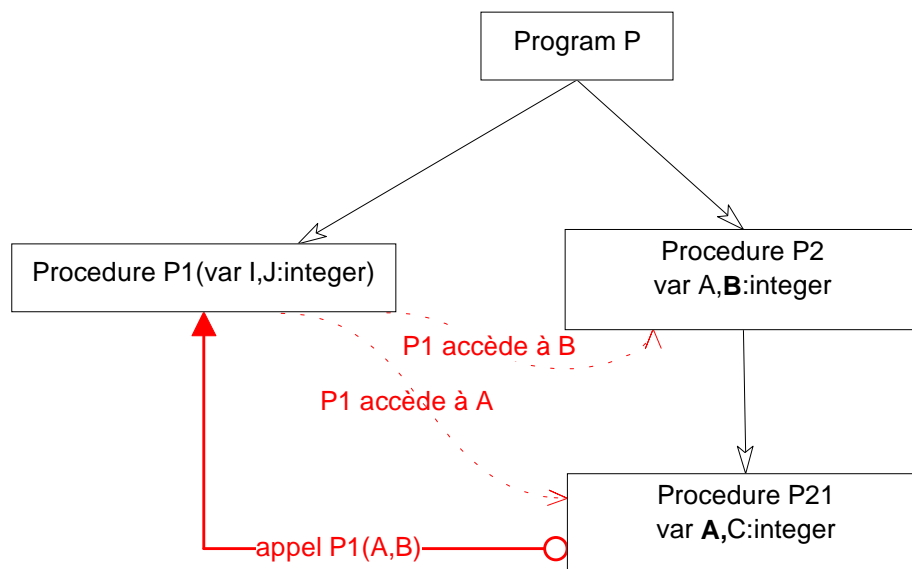 Program P
Procedure P1(var I,J:integer)
Procedure P2
var A,B:integer
P1 accède à B
P1 accède à A
Procedure P21
var A,C:integer
appel P1(A,B)